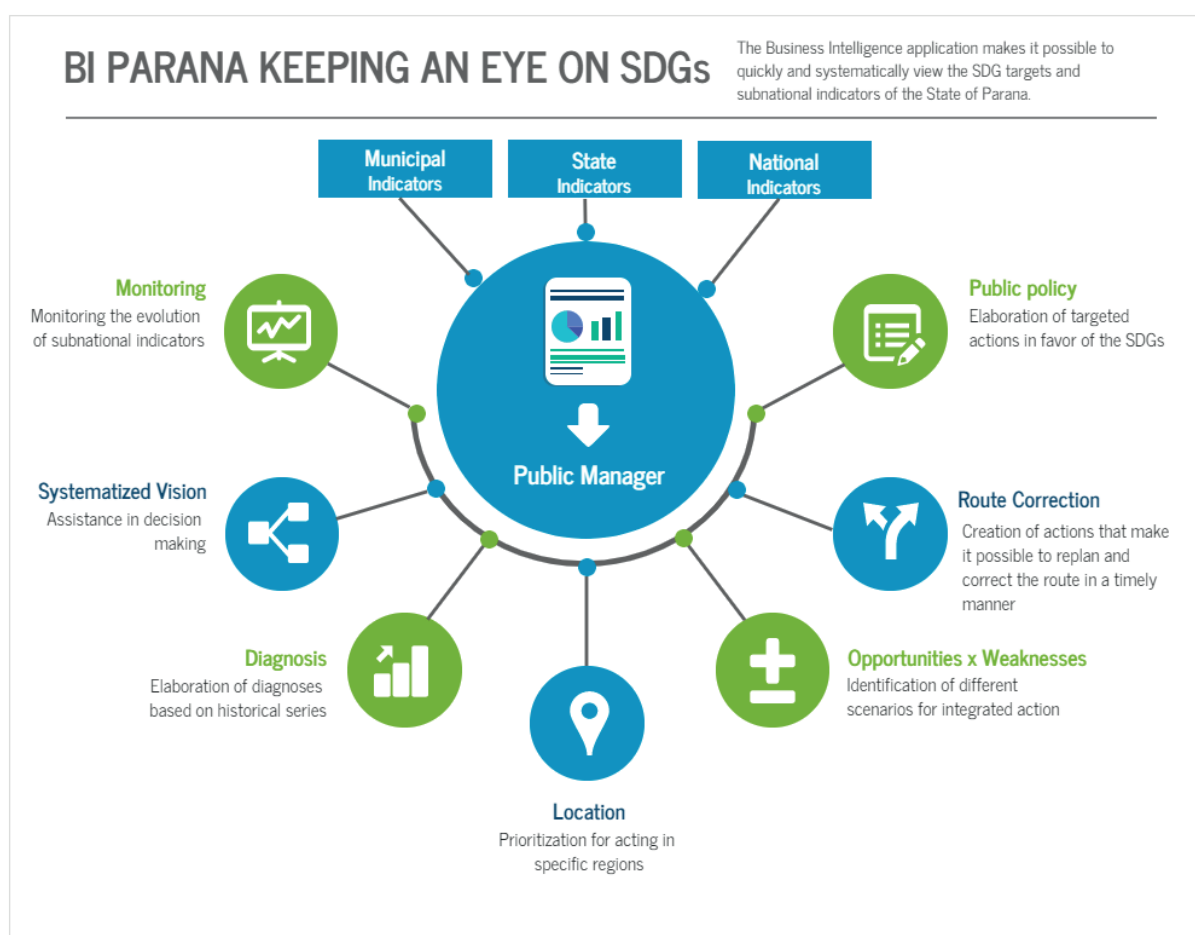 BI PARANA KEEPING AN EYE ON SDGs
The Business Intelligence application makes it possible to
quickly and systematically view the SDG targets and
subnational indicators of the State of Parana.
Municipal
Indicators
State
Indicators
National
Indicators
Public Manager
Monitoring
Monitoring the evolution
of subnational indicators
Public policy
Elaboration of targeted
actions in favor of the SDGs
Systematized Vision
Assistance in decision
making
Route Correction
Creation of actions that make
it possible to replan and
correct the route in a timely
manner
Diagnosis
Elaboration of diagnoses
based on historical series
Opportunities x Weaknesses
Identification of different
scenarios for integrated action
Location
Prioritization for acting in
specific regions